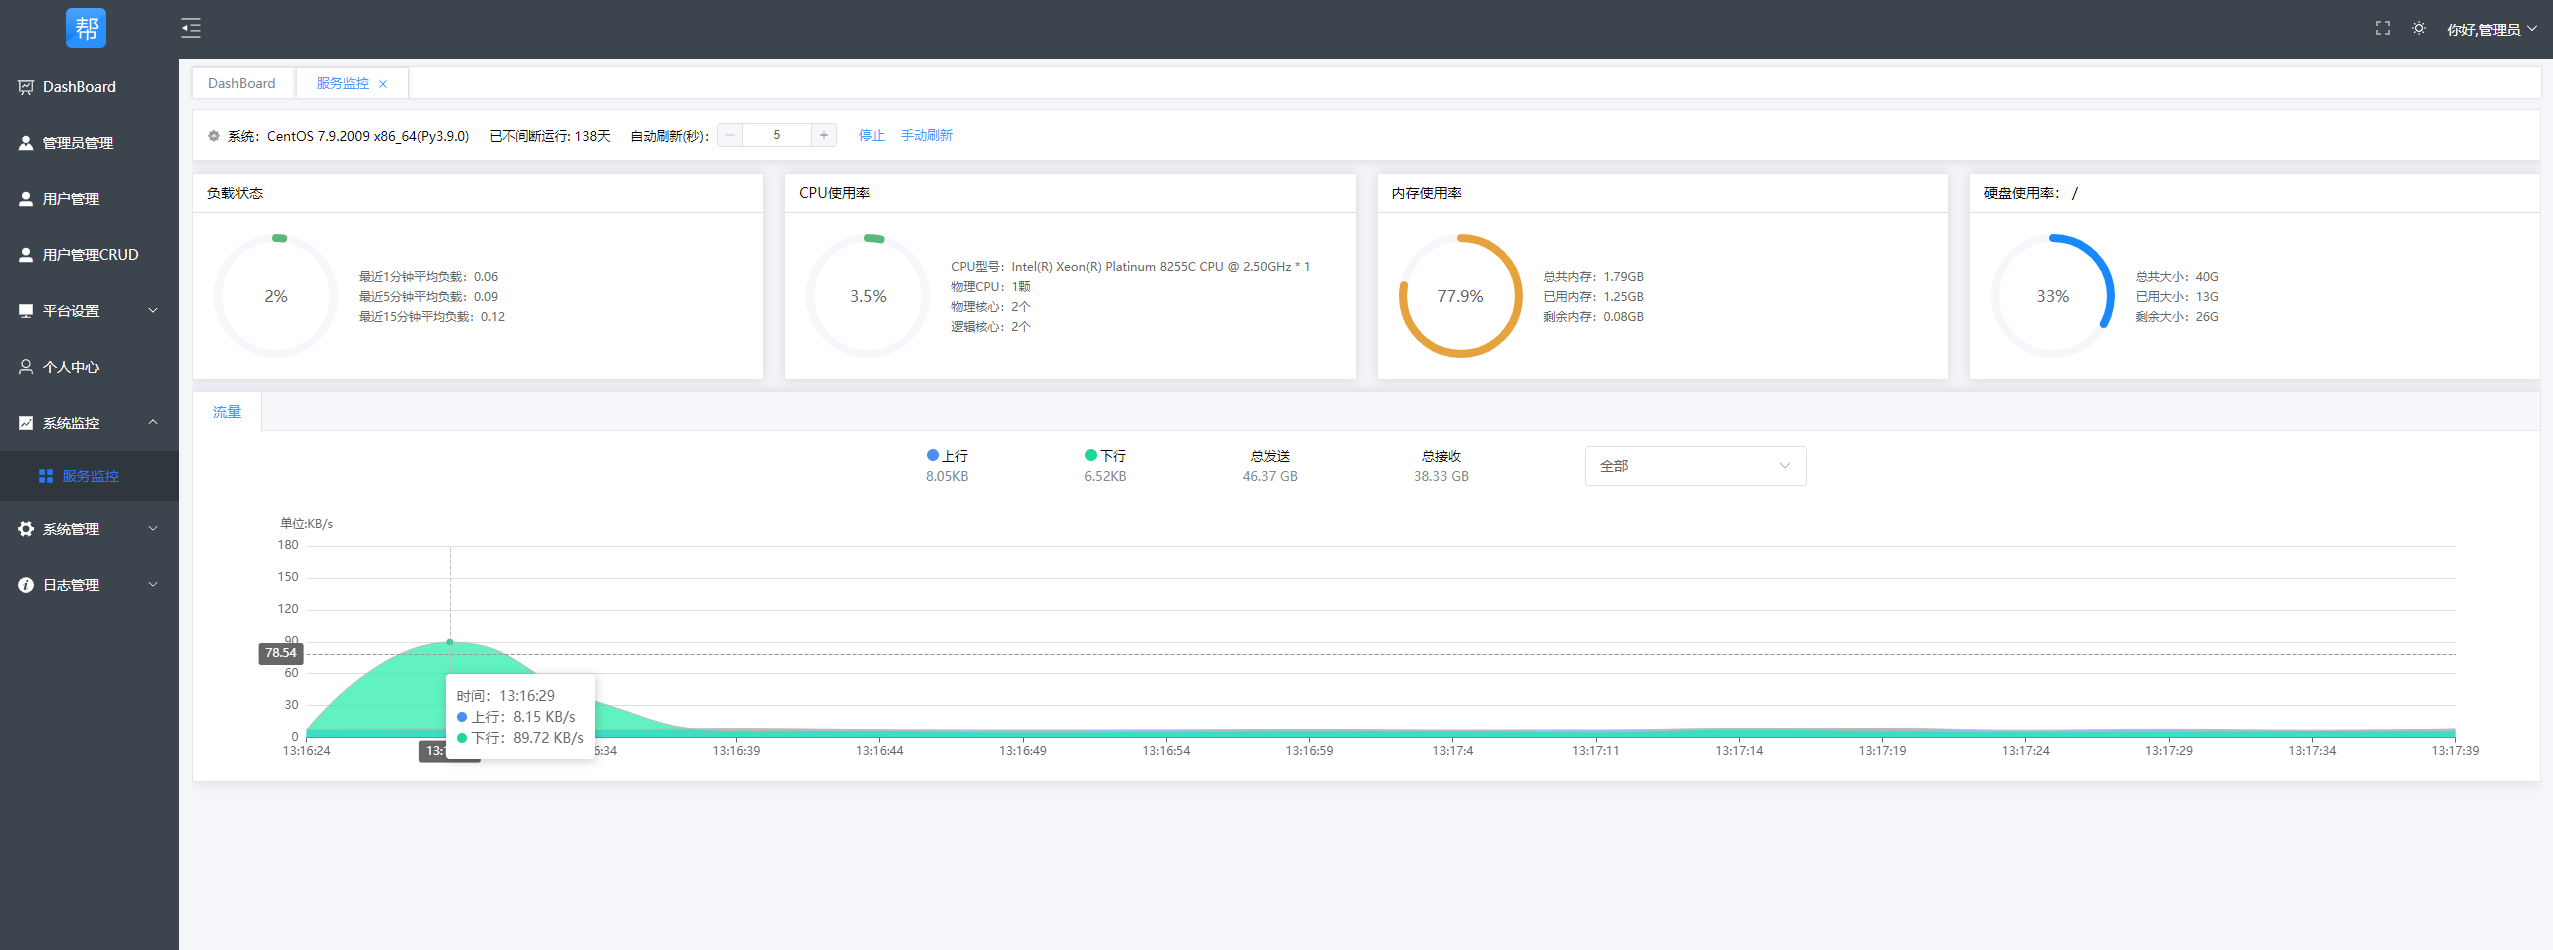 帮
你好,管理员
DashBoard
管理员管理
用户管理
用户管理CRUD
平台设置
个人中心
系统监控
服务监控
系统管理
日志管理
DashBoard 服务监控 ×
系统：CentOS 7.9.2009 x86_64(Py3.9.0) 已不间断运行: 138天 自动刷新(秒)： − 5 + 停止 手动刷新
负载状态
2%
最近1分钟平均负载：0.06
最近5分钟平均负载：0.09
最近15分钟平均负载：0.12
CPU使用率
3.5%
CPU型号：Intel(R) Xeon(R) Platinum 8255C CPU @ 2.50GHz * 1
物理CPU：1颗
物理核心：2个
逻辑核心：2个
内存使用率
77.9%
总共内存：1.79GB
已用内存：1.25GB
剩余内存：0.08GB
硬盘使用率： /
33%
总共大小：40G
已用大小：13G
剩余大小：26G
流量
上行 下行 总发送 总接收
8.05KB 6.52KB 46.37 GB 38.33 GB
全部
单位:KB/s
180
150
120
90
78.54
60
30
0
时间：13:16:29
上行：8.15 KB/s
下行：89.72 KB/s
13:16:24 13:1 6:34 13:16:39 13:16:44 13:16:49 13:16:54 13:16:59 13:17:4 13:17:11 13:17:14 13:17:19 13:17:24 13:17:29 13:17:34 13:17:39